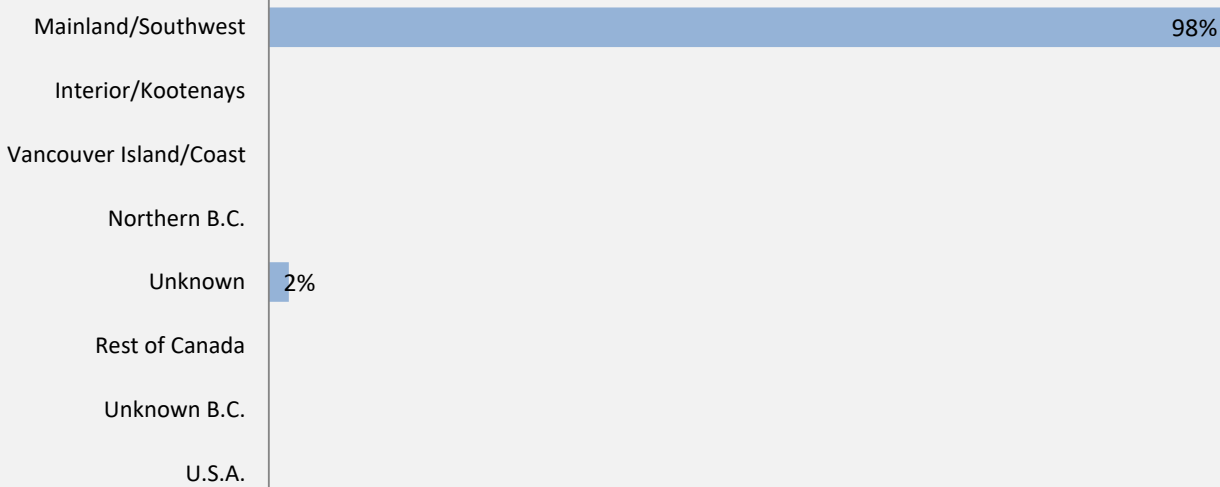 Mainland/Southwest 98%
Interior/Kootenays
Vancouver Island/Coast
Northern B.C.
Unknown 2%
Rest of Canada
Unknown B.C.
U.S.A.